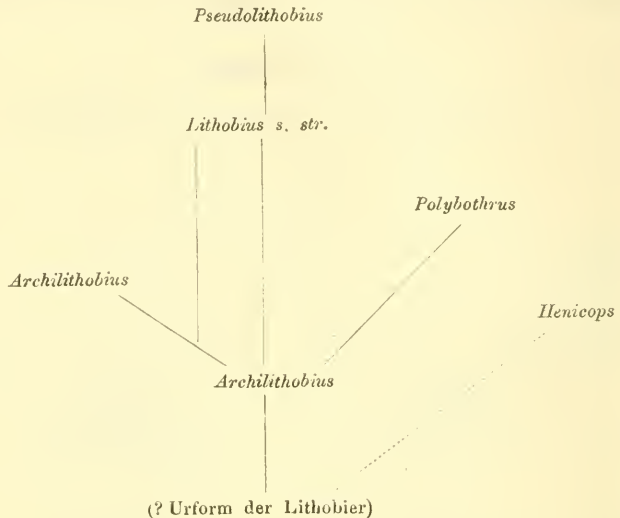 Pseudolithobius
Lithobius s. str.
Polybothrus
Archilithobius
Henicops
Archilithobius
(? Urform der Lithobier)